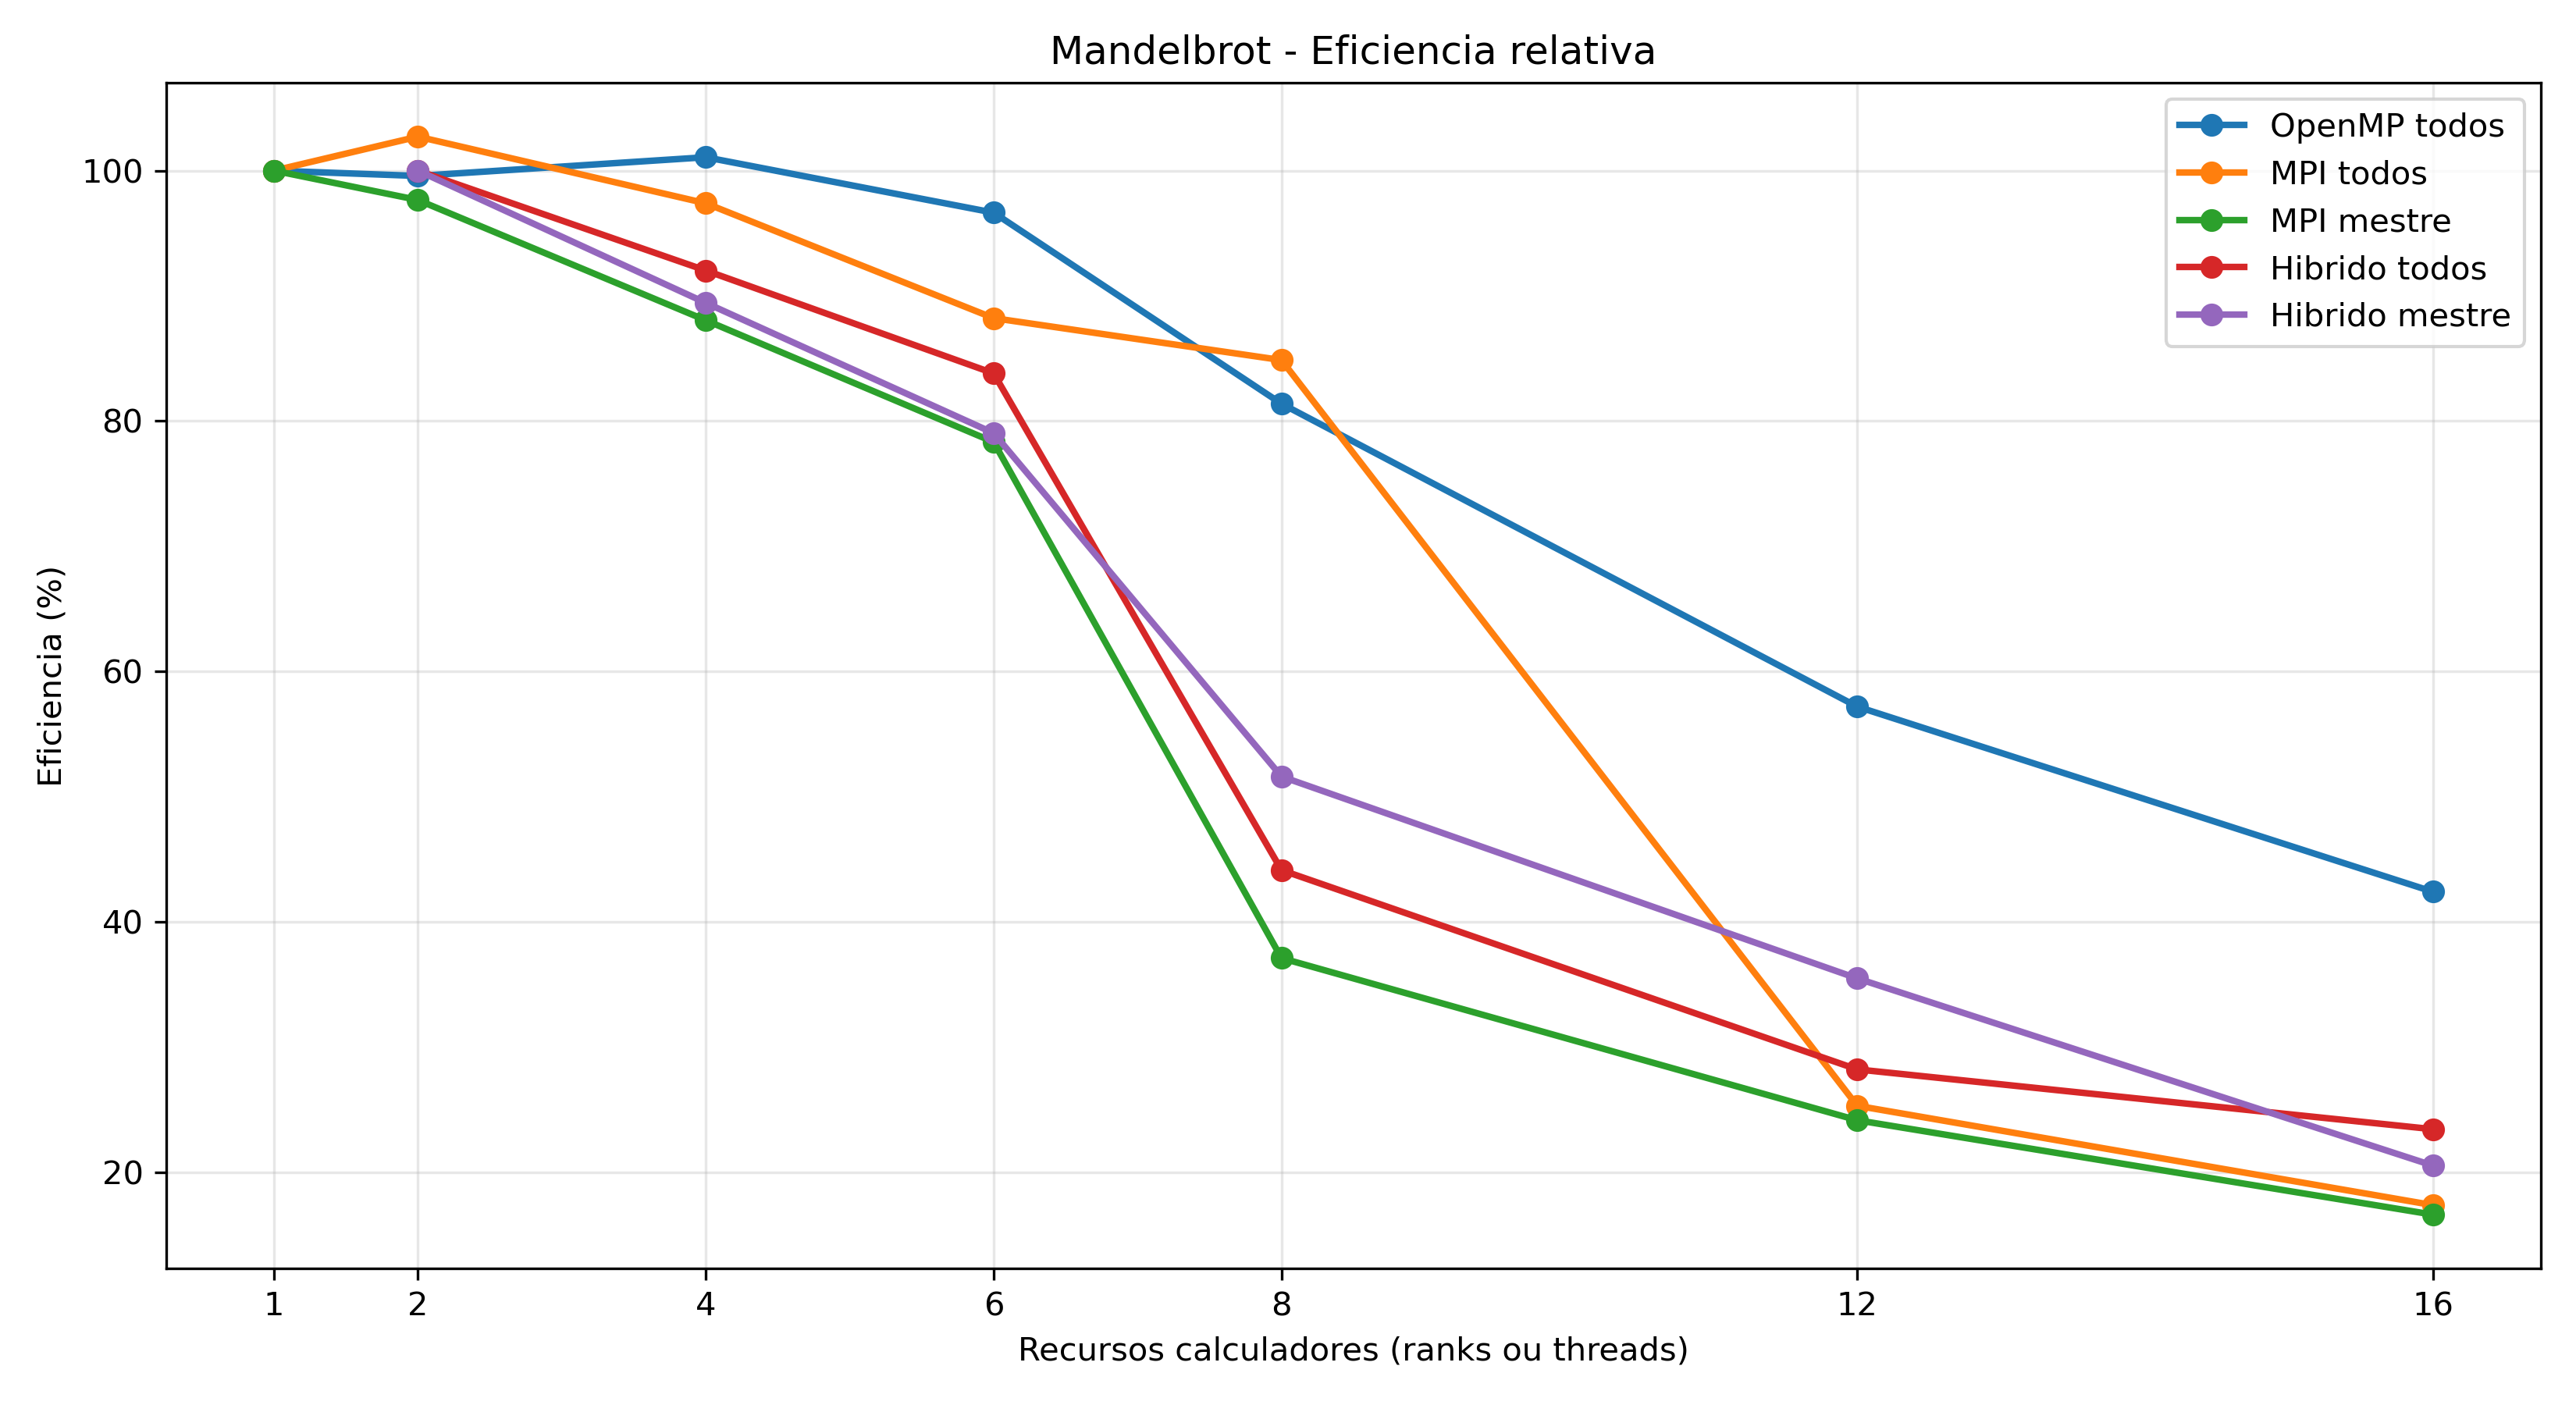 Mandelbrot - Eficiencia relativa
OpenMP todos
MPI todos
MPI mestre
Hibrido todos
Hibrido mestre
Eficiencia (%)
100
80
60
40
20
1 2 4 6 8 12 16
Recursos calculadores (ranks ou threads)